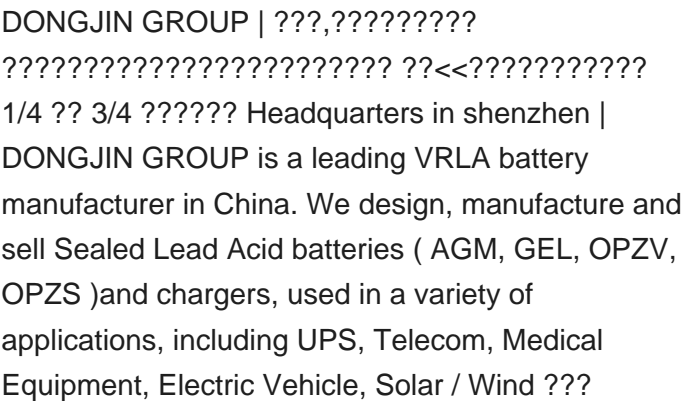 DONGJIN GROUP | ???,?????????
???????????????????????? ??<<???????????
1/4 ?? 3/4 ?????? Headquarters in shenzhen |
DONGJIN GROUP is a leading VRLA battery
manufacturer in China. We design, manufacture and
sell Sealed Lead Acid batteries ( AGM, GEL, OPZV,
OPZS )and chargers, used in a variety of
applications, including UPS, Telecom, Medical
Equipment, Electric Vehicle, Solar / Wind ???